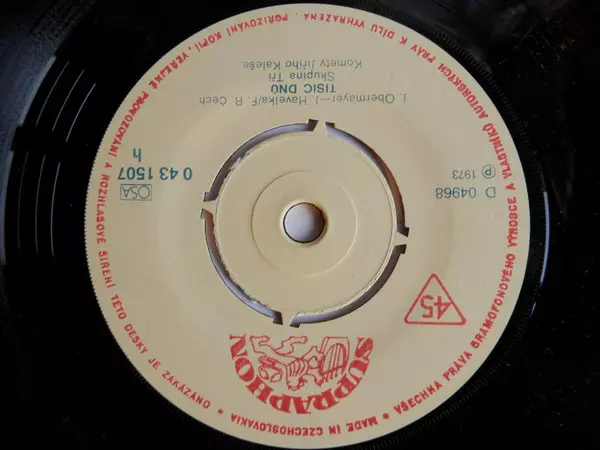 SUPRAPHON
45
D 04968
℗ 1973
0 43 1507
h
OSA
J. Obermayer—J. Havelka/F. R. Čech
TISÍC DNŮ
Skupina Tří
Komety Jiřího Kaleše
• MADE IN CZECHOSLOVAKIA • VŠECHNA PRÁVA GRAMOFONOVÉHO VÝROBCE A VLASTNÍKŮ AUTORSKÝCH PRÁV K DÍLU VYHRAZENA. POŘIZOVÁNÍ KOPIÍ, VEŘEJNÉ PROVOZOVÁNÍ A ROZHLASOVÉ ŠÍŘENÍ TÉTO DESKY JE ZAKÁZÁNO